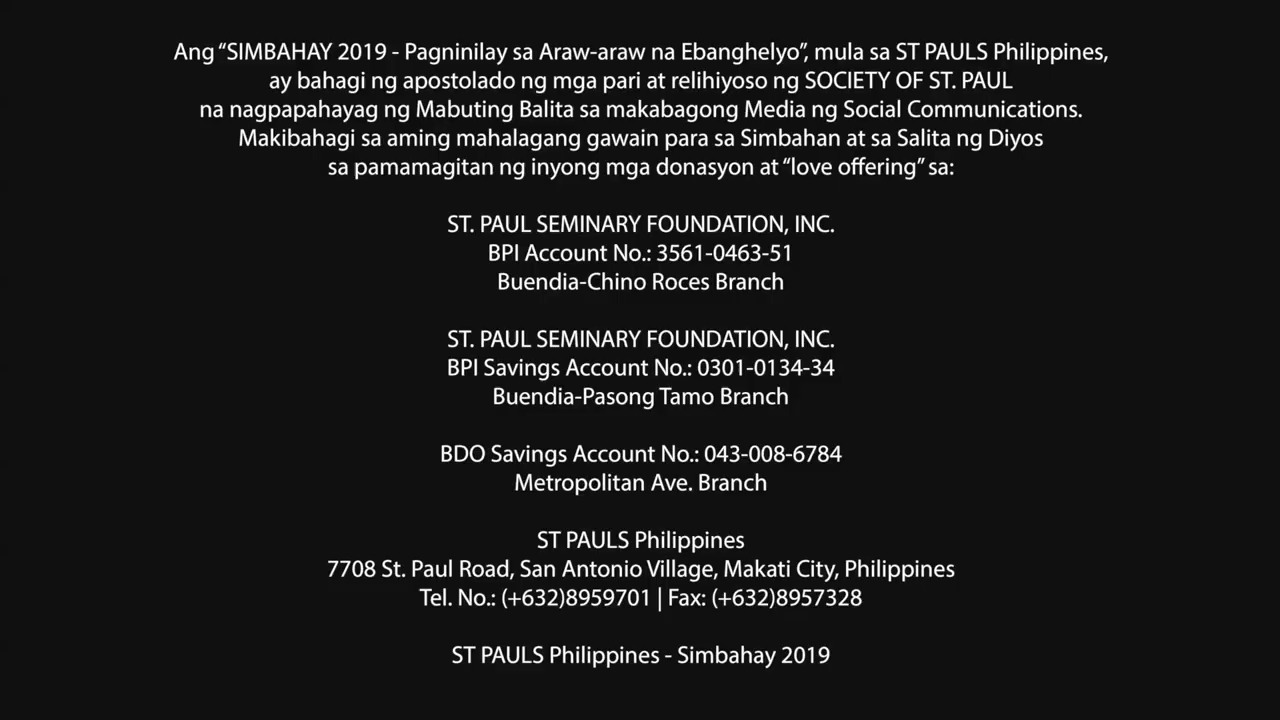 Ang “SIMBAHAY 2019 - Pagninilay sa Araw-araw na Ebanghelyo”, mula sa ST PAULS Philippines,
ay bahagi ng apostolado ng mga pari at relihiyoso ng SOCIETY OF ST. PAUL
na nagpapahayag ng Mabuting Balita sa makabagong Media ng Social Communications.
Makibahagi sa aming mahalagang gawain para sa Simbahan at sa Salita ng Diyos
sa pamamagitan ng inyong mga donasyon at “love offering” sa:
ST. PAUL SEMINARY FOUNDATION, INC.
BPI Account No.: 3561-0463-51
Buendia-Chino Roces Branch
ST. PAUL SEMINARY FOUNDATION, INC.
BPI Savings Account No.: 0301-0134-34
Buendia-Pasong Tamo Branch
BDO Savings Account No.: 043-008-6784
Metropolitan Ave. Branch
ST PAULS Philippines
7708 St. Paul Road, San Antonio Village, Makati City, Philippines
Tel. No.: (+632)8959701 | Fax: (+632)8957328
ST PAULS Philippines - Simbahay 2019